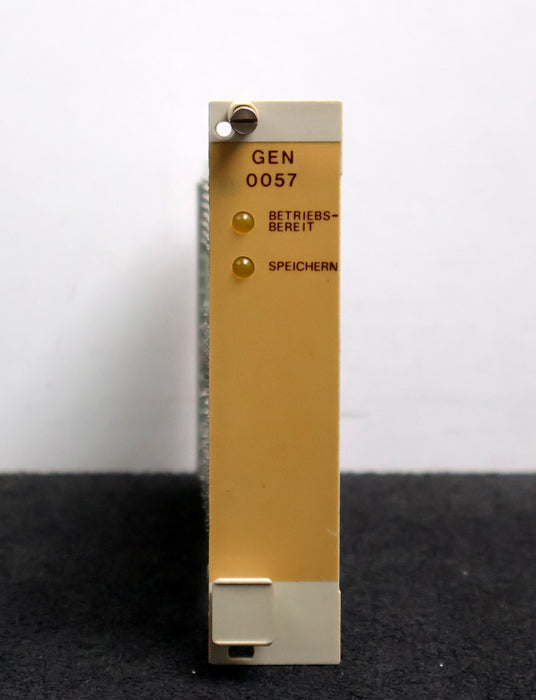 GEN
0057
BETRIEBS-
BEREIT
SPEICHERN